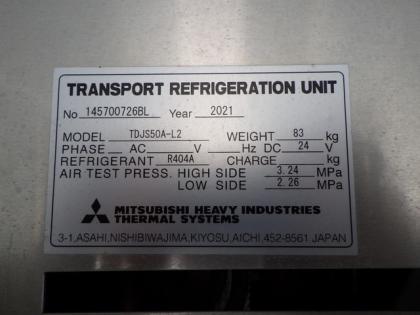 TRANSPORT REFRIGERATION UNIT
No. 145700726BL Year 2021
MODEL TDJS50A-L2 WEIGHT 83 kg
PHASE AC V Hz DC 24 V
REFRIGERANT R404A CHARGE kg
AIR TEST PRESS. HIGH SIDE 3.24 MPa
LOW SIDE 2.26 MPa
MITSUBISHI HEAVY INDUSTRIES
THERMAL SYSTEMS
3-1,ASAHI,NISHIBIWAJIMA,KIYOSU,AICHI,452-8561 JAPAN